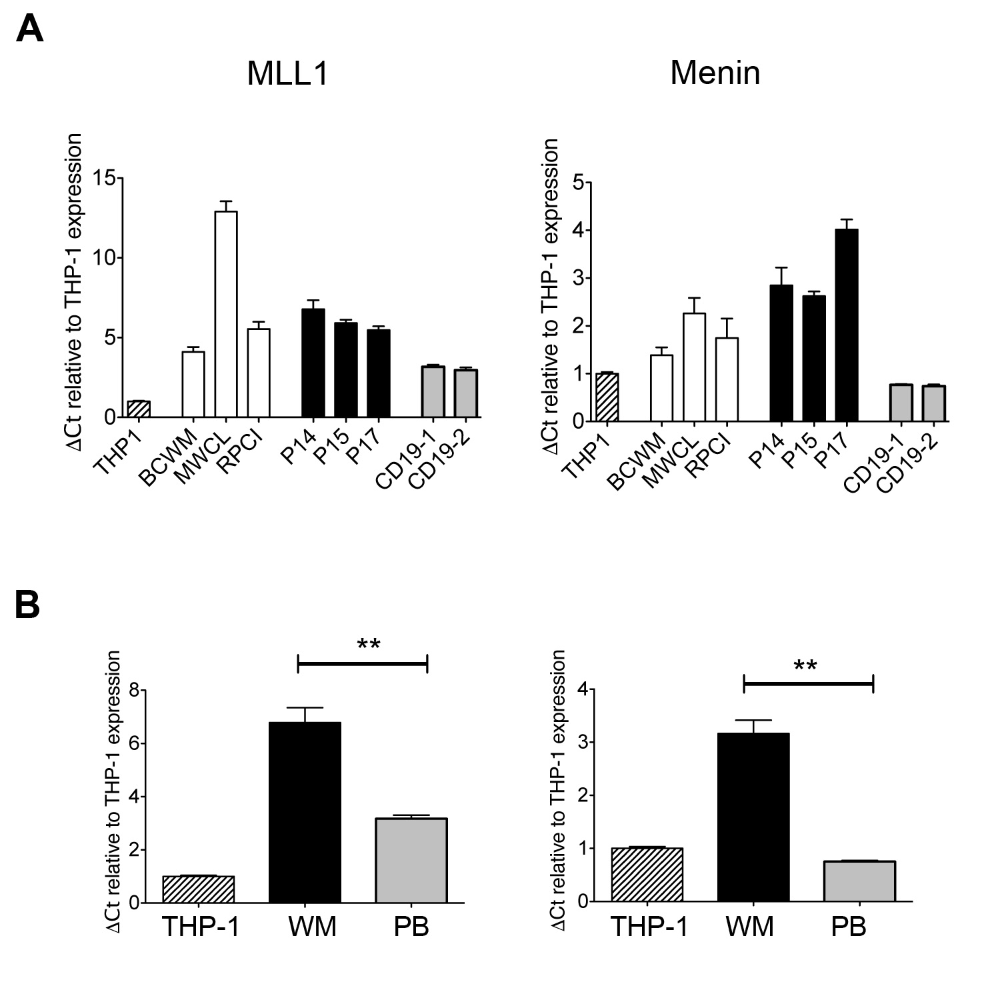 A
MLL1
Menin
ΔCt relative to THP-1 expression
15
10
5
0
THP1
BCWM
MWCL
RPCI
P14
P15
P17
CD19-1
CD19-2
ΔCt relative to THP-1 expression
5
4
3
2
1
0
THP1
BCWM
MWCL
RPCI
P14
P15
P17
CD19-1
CD19-2
B
**
ΔCt relative to THP-1 expression
8
6
4
2
0
THP-1
WM
PB
**
ΔCt relative to THP-1 expression
4
3
2
1
0
THP-1
WM
PB